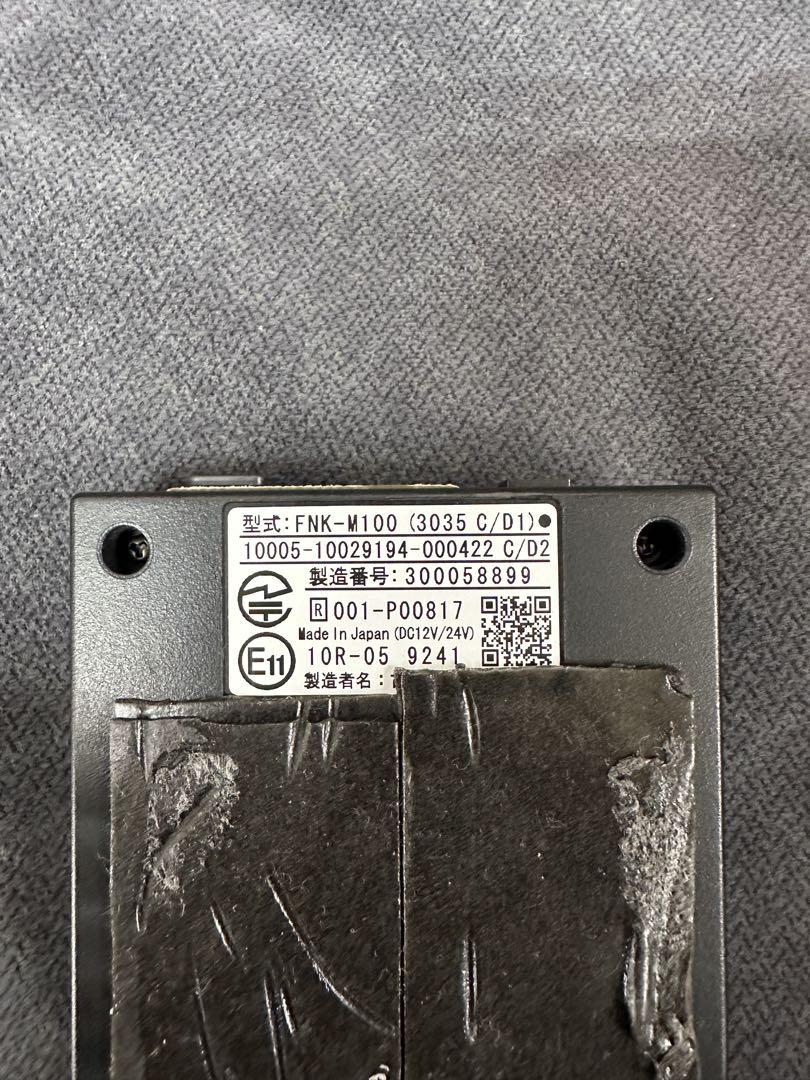 型式:FNK-M100 (3035 C/D1)●
10005-10029194-000422 C/D2
製造番号:300058899
R 001-P00817
Made In Japan (DC12V/24V)
E11 10R-05 9241
製造者名: